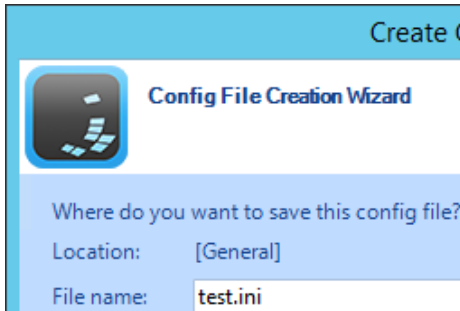 Create
Config File Creation Wizard
Where do you want to save this config file?
Location: [General]
File name: test.ini